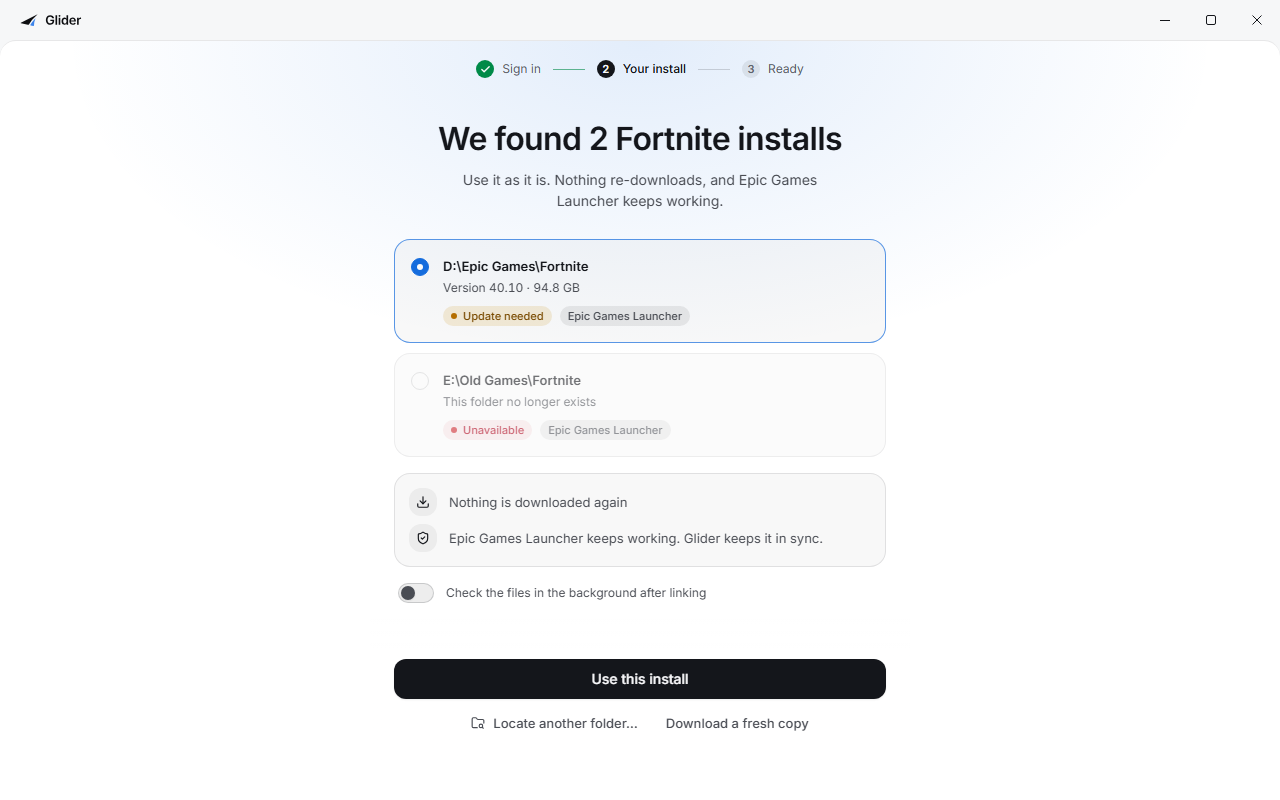 Glider
Sign in
2 Your install
3 Ready
We found 2 Fortnite installs
Use it as it is. Nothing re-downloads, and Epic Games
Launcher keeps working.
D:\Epic Games\Fortnite
Version 40.10 · 94.8 GB
Update needed Epic Games Launcher
E:\Old Games\Fortnite
This folder no longer exists
Unavailable Epic Games Launcher
Nothing is downloaded again
Epic Games Launcher keeps working. Glider keeps it in sync.
Check the files in the background after linking
Use this install
Locate another folder... Download a fresh copy